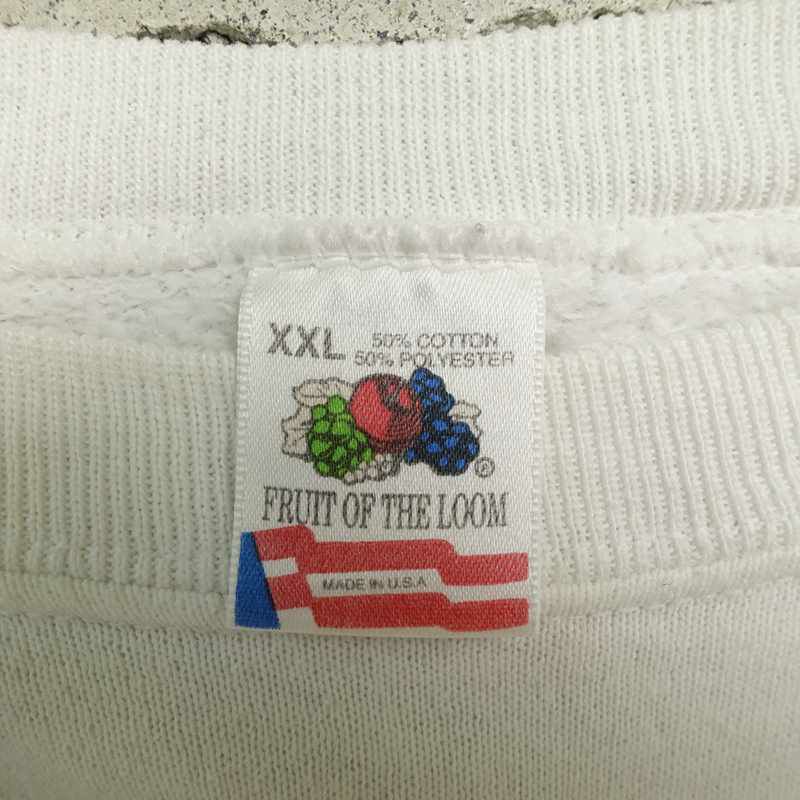 XXL 50% COTTON
50% POLYESTER
®
FRUIT OF THE LOOM
MADE IN U.S.A